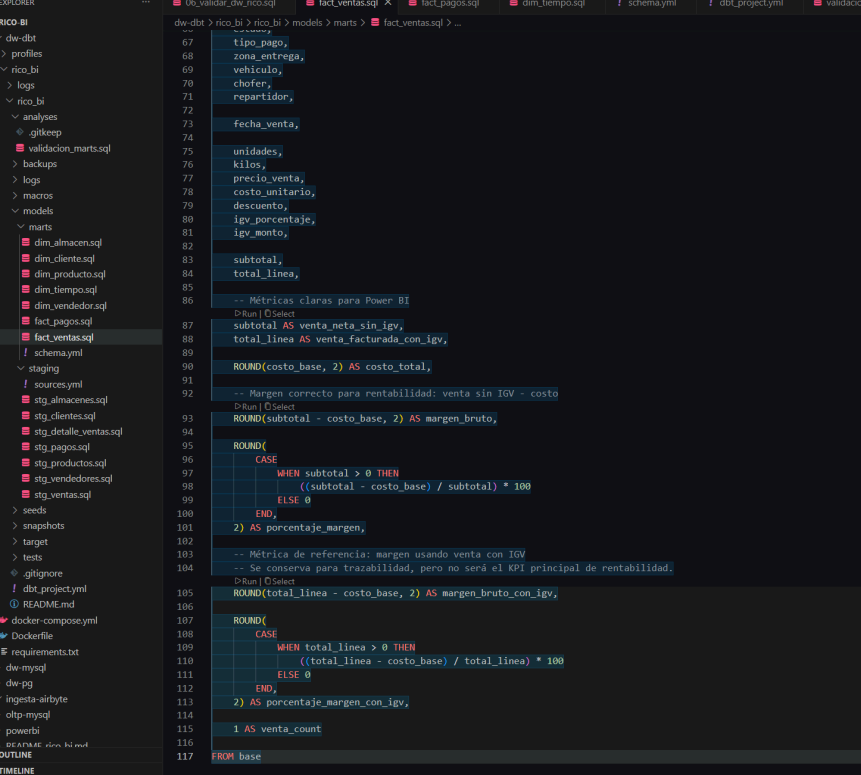 EXPLORER
RICO-BI
dw-dbt
profiles
rico_bi
logs
rico_bi
analyses
.gitkeep
validacion_marts.sql
backups
logs
macros
models
marts
dim_almacen.sql
dim_cliente.sql
dim_producto.sql
dim_tiempo.sql
dim_vendedor.sql
fact_pagos.sql
fact_ventas.sql
schema.yml
staging
sources.yml
stg_almacenes.sql
stg_clientes.sql
stg_detalle_ventas.sql
stg_pagos.sql
stg_productos.sql
stg_vendedores.sql
stg_ventas.sql
seeds
snapshots
target
tests
.gitignore
dbt_project.yml
README.md
docker-compose.yml
Dockerfile
requirements.txt
dw-mysql
dw-pg
ingesta-airbyte
oltp-mysql
powerbi
README_rico_bi.md
OUTLINE
TIMELINE
06_validar_dw_rico.sql fact_ventas.sql fact_pagos.sql dim_tiempo.sql schema.yml dbt_project.yml
dw-dbt > rico_bi > rico_bi > models > marts > fact_ventas.sql > ...
66 estado,
67 tipo_pago,
68 zona_entrega,
69 vehiculo,
70 chofer,
71 repartidor,
72
73 fecha_venta,
74
75 unidades,
76 kilos,
77 precio_venta,
78 costo_unitario,
79 descuento,
80 igv_porcentaje,
81 igv_monto,
82
83 subtotal,
84 total_linea,
85
86 -- Métricas claras para Power BI
Run | Select
87 subtotal AS venta_neta_sin_igv,
88 total_linea AS venta_facturada_con_igv,
89
90 ROUND(costo_base, 2) AS costo_total,
91
92 -- Margen correcto para rentabilidad: venta sin IGV - costo
Run | Select
93 ROUND(subtotal - costo_base, 2) AS margen_bruto,
94
95 ROUND(
96 CASE
97 WHEN subtotal > 0 THEN
98 ((subtotal - costo_base) / subtotal) * 100
99 ELSE 0
100 END,
101 2) AS porcentaje_margen,
102
103 -- Métrica de referencia: margen usando venta con IGV
104 -- Se conserva para trazabilidad, pero no será el KPI principal de rentabilidad.
Run | Select
105 ROUND(total_linea - costo_base, 2) AS margen_bruto_con_igv,
106
107 ROUND(
108 CASE
109 WHEN total_linea > 0 THEN
110 ((total_linea - costo_base) / total_linea) * 100
111 ELSE 0
112 END,
113 2) AS porcentaje_margen_con_igv,
114
115 1 AS venta_count
116
117 FROM base